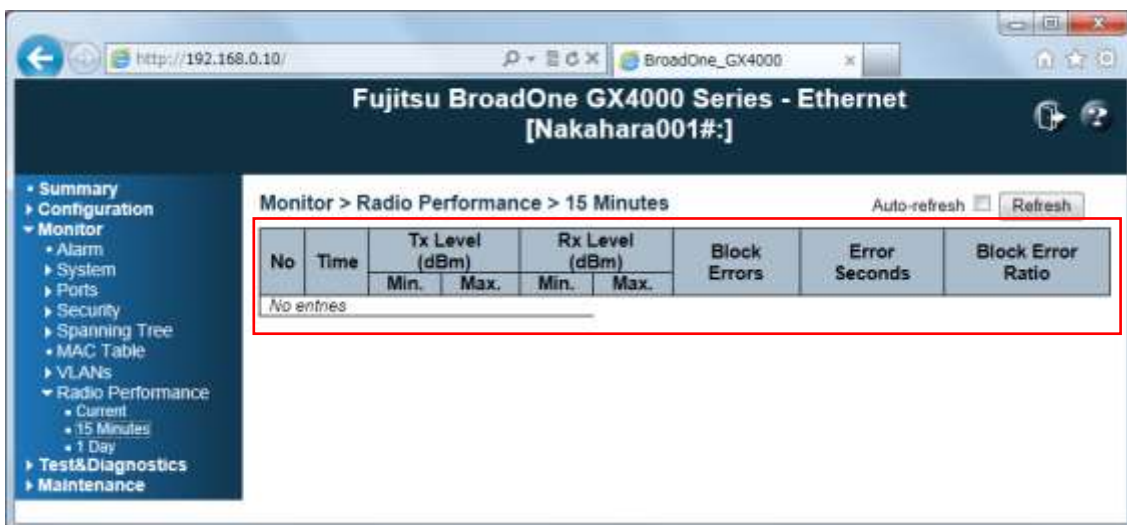 http://192.168.0.10/
BroadOne_GX4000
Fujitsu BroadOne GX4000 Series - Ethernet
[Nakahara001#:]
Summary
Configuration
Monitor
Alarm
System
Ports
Security
Spanning Tree
MAC Table
VLANs
Radio Performance
Current
15 Minutes
1 Day
Test&Diagnostics
Maintenance
Monitor > Radio Performance > 15 Minutes
Auto-refresh Refresh
No Time Tx Level (dBm) Rx Level (dBm) Block Errors Error Seconds Block Error Ratio
Min. Max. Min. Max.
No entries